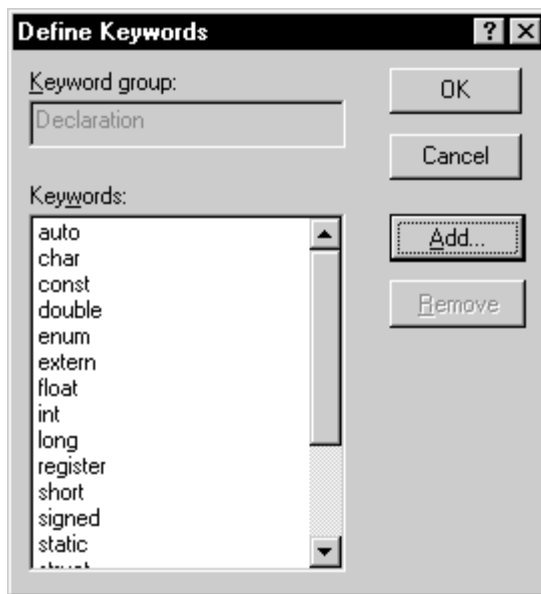 Define Keywords
Keyword group:
Declaration
OK
Cancel
Keywords:
auto
char
const
double
enum
extern
float
int
long
register
short
signed
static
struct
Add...
Remove